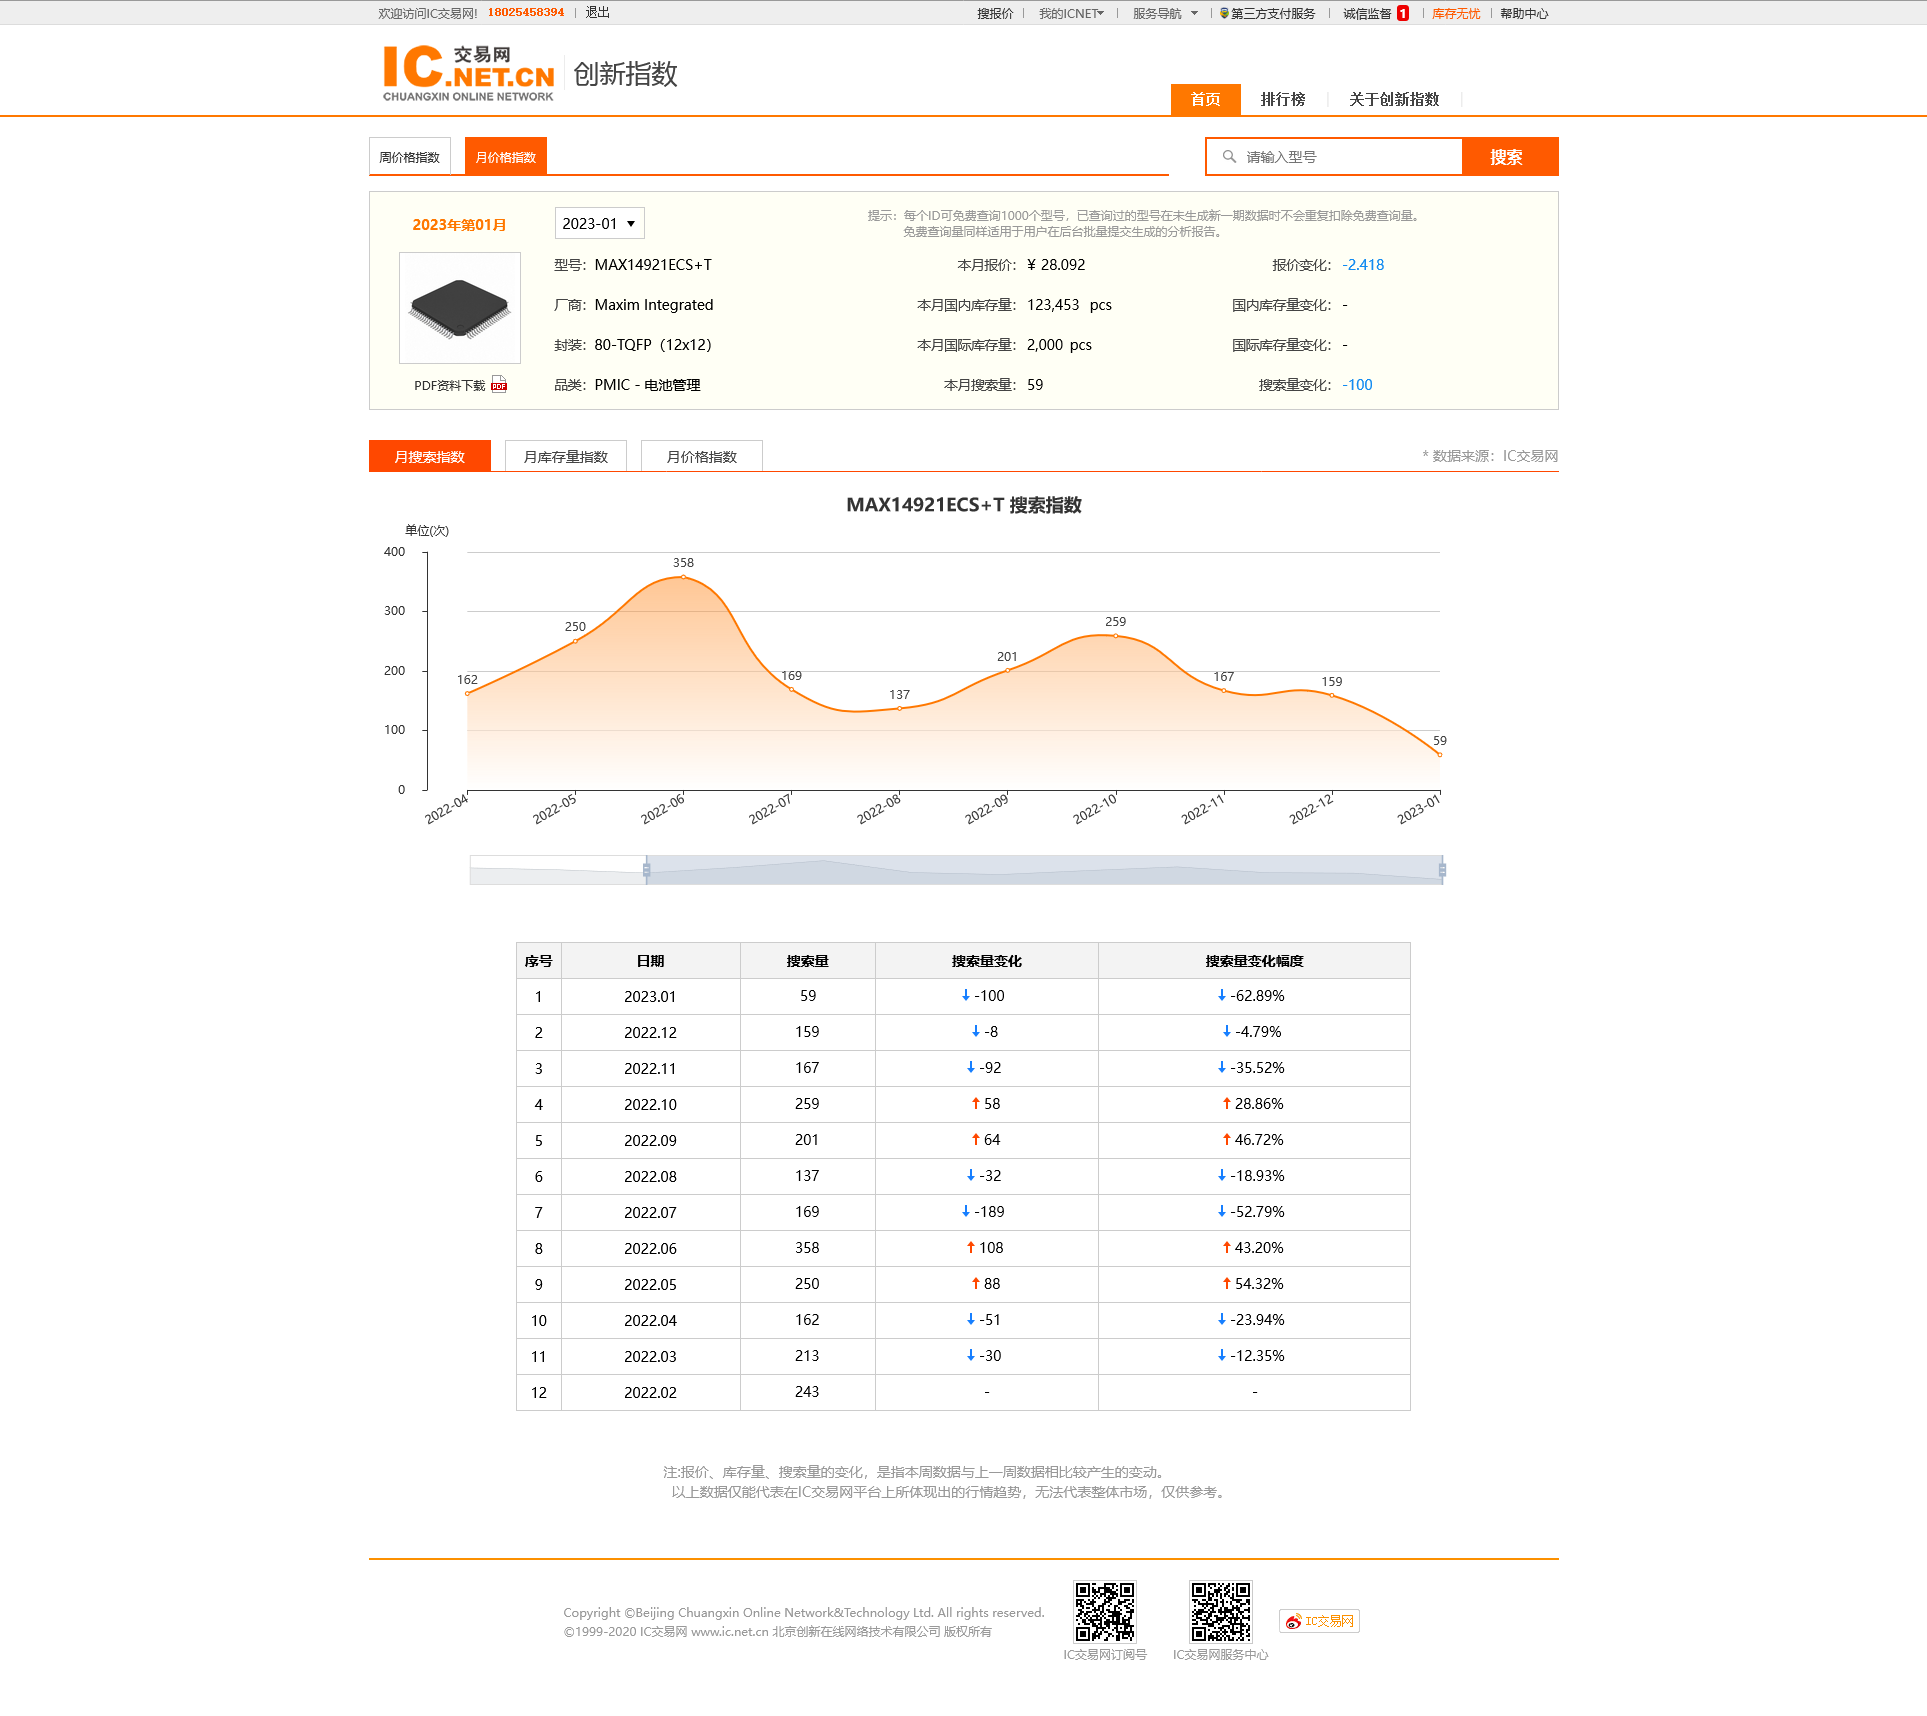 欢迎访问IC交易网! 18025458394 | 退出 搜报价 | 我的ICNET | 服务导航 | 第三方支付服务 | 诚信监督 1 | 库存无忧 | 帮助中心
IC 交易网
.NET.CN
CHUANGXIN ONLINE NETWORK
创新指数
首页 排行榜 关于创新指数
周价格指数 月价格指数 请输入型号 搜索
2023年第01月 2023-01
提示：每个ID可免费查询1000个型号，已查询过的型号在未生成新一期数据时不会重复扣除免费查询量。
免费查询量同样适用于用户在后台批量提交生成的分析报告。
型号：MAX14921ECS+T 本月报价：¥ 28.092 报价变化：-2.418
厂商：Maxim Integrated 本月国内库存量：123,453 pcs 国内库存量变化：-
封装：80-TQFP（12x12） 本月国际库存量：2,000 pcs 国际库存量变化：-
PDF资料下载 PDF 品类：PMIC - 电池管理 本月搜索量：59 搜索量变化：-100
月搜索指数 月库存量指数 月价格指数 * 数据来源：IC交易网
MAX14921ECS+T 搜索指数
单位(次)
400
300
200
100
0
162 250 358 169 137 201 259 167 159 59
2022-04 2022-05 2022-06 2022-07 2022-08 2022-09 2022-10 2022-11 2022-12 2023-01
序号 日期 搜索量 搜索量变化 搜索量变化幅度
1 2023.01 59 ↓ -100 ↓ -62.89%
2 2022.12 159 ↓ -8 ↓ -4.79%
3 2022.11 167 ↓ -92 ↓ -35.52%
4 2022.10 259 ↑ 58 ↑ 28.86%
5 2022.09 201 ↑ 64 ↑ 46.72%
6 2022.08 137 ↓ -32 ↓ -18.93%
7 2022.07 169 ↓ -189 ↓ -52.79%
8 2022.06 358 ↑ 108 ↑ 43.20%
9 2022.05 250 ↑ 88 ↑ 54.32%
10 2022.04 162 ↓ -51 ↓ -23.94%
11 2022.03 213 ↓ -30 ↓ -12.35%
12 2022.02 243 - -
注:报价、库存量、搜索量的变化，是指本周数据与上一周数据相比较产生的变动。
以上数据仅能代表在IC交易网平台上所体现出的行情趋势，无法代表整体市场，仅供参考。
Copyright ©Beijing Chuangxin Online Network&Technology Ltd. All rights reserved.
©1999-2020 IC交易网 www.ic.net.cn 北京创新在线网络技术有限公司 版权所有
IC交易网
IC交易网订阅号 IC交易网服务中心